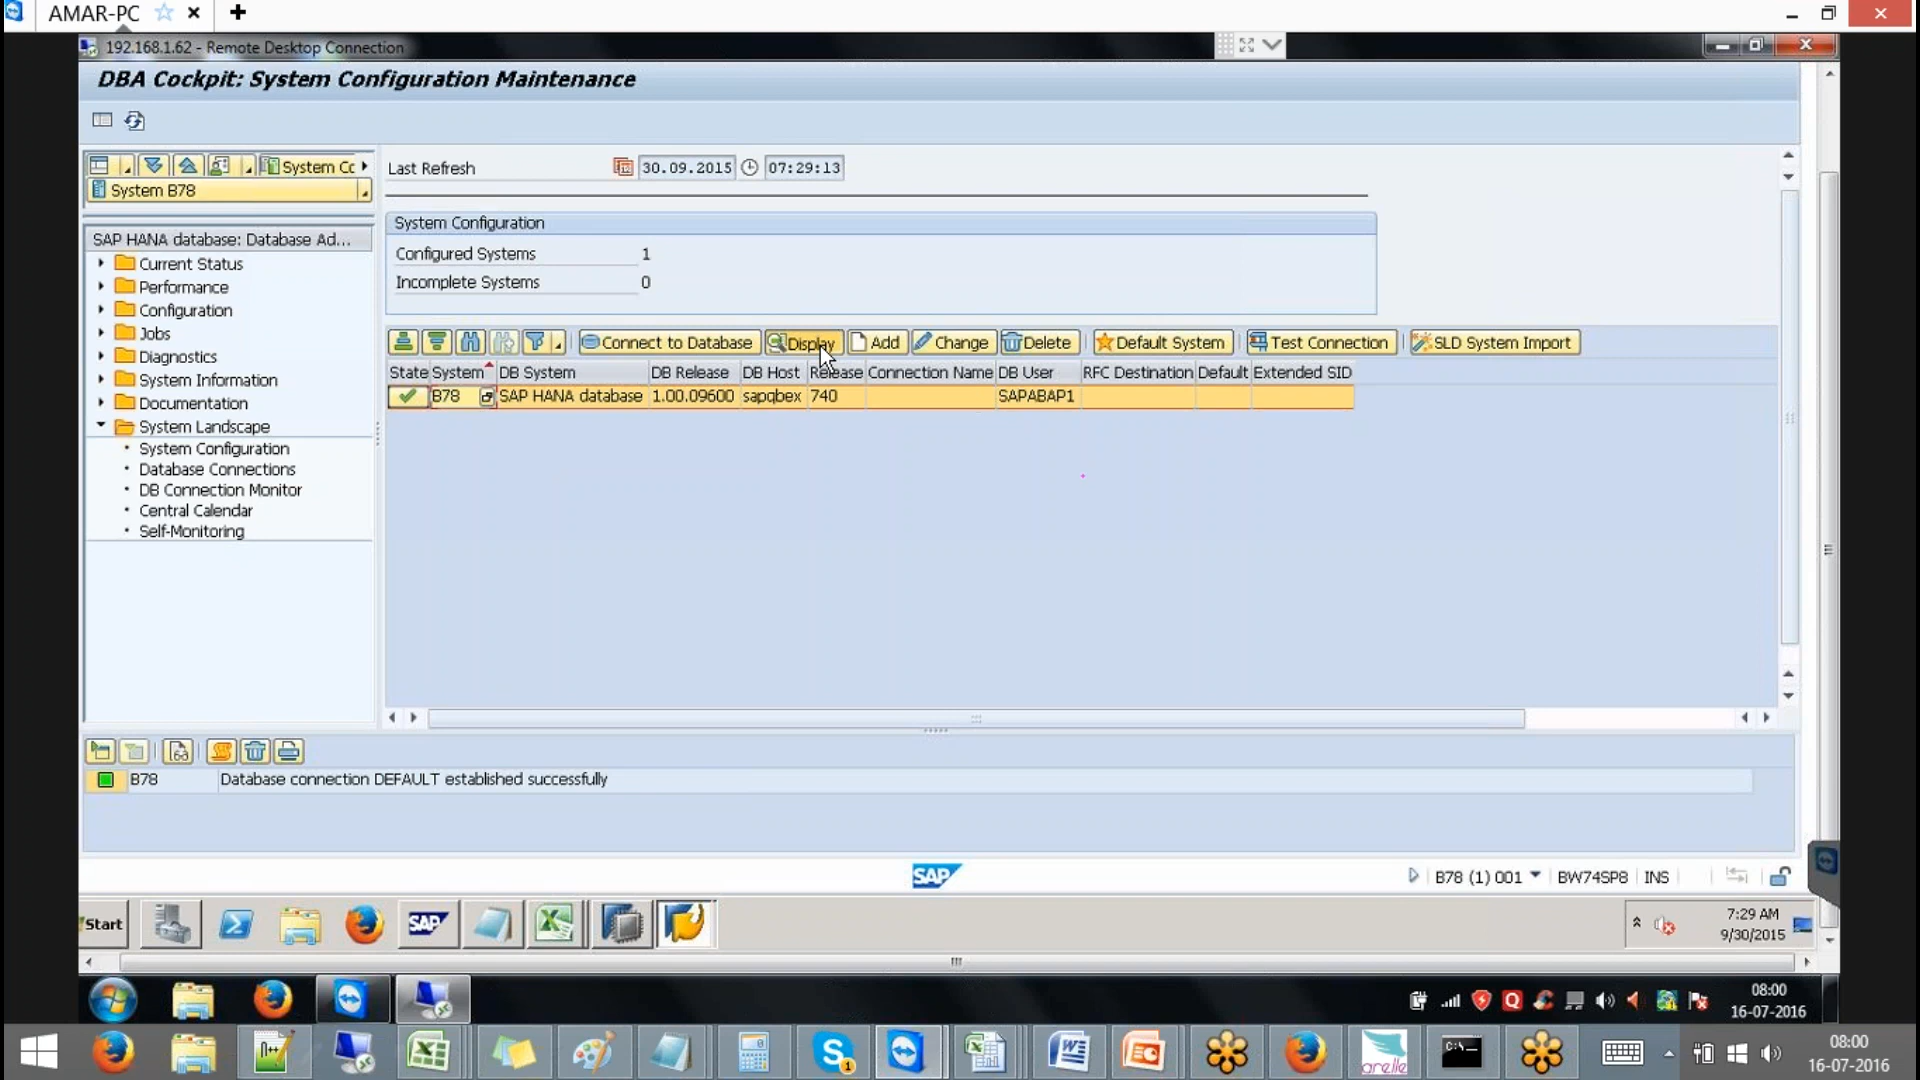 AMAR-PC
192.168.1.62 - Remote Desktop Connection
DBA Cockpit: System Configuration Maintenance
System Cc
System B78
Last Refresh 30.09.2015 07:29:13
System Configuration
Configured Systems 1
Incomplete Systems 0
SAP HANA database: Database Ad...
Current Status
Performance
Configuration
Jobs
Diagnostics
System Information
Documentation
System Landscape
System Configuration
Database Connections
DB Connection Monitor
Central Calendar
Self-Monitoring
Connect to Database Display Add Change Delete Default System Test Connection SLD System Import
State System DB System DB Release DB Host Release Connection Name DB User RFC Destination Default Extended SID
B78 SAP HANA database 1.00.09600 sapqbex 740 SAPABAP1
B78 Database connection DEFAULT established successfully
SAP
B78 (1) 001 BW74SP8 INS
Start
SAP
7:29 AM
9/30/2015
08:00
16-07-2016
arelle
C:\
08:00
16-07-2016